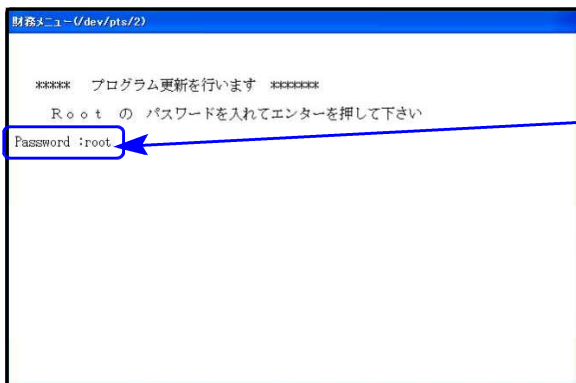 財務メニュー(/dev/pts/2)
***** プログラム更新を行います *******
Ｒｏｏｔ の パスワードを入れてエンターを押して下さい
Password :root